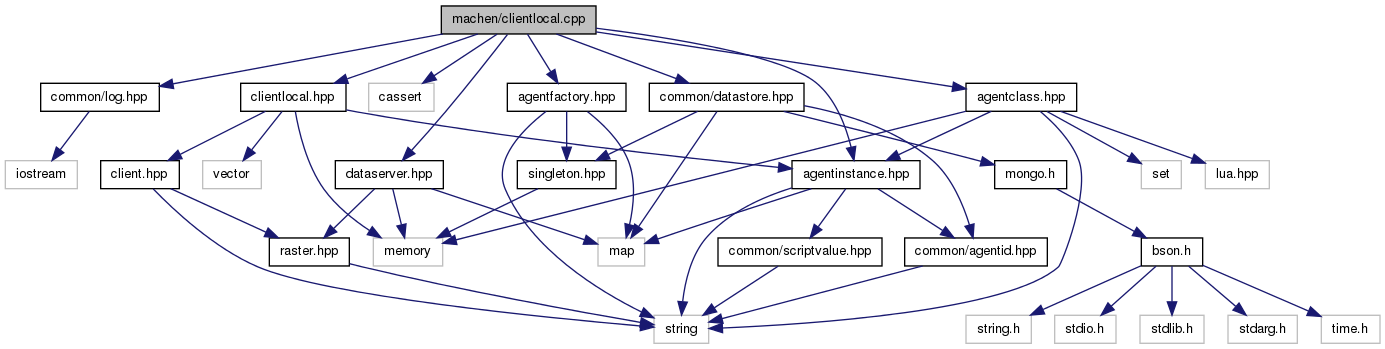 machen/clientlocal.cpp
common/log.hpp
clientlocal.hpp
cassert
agentfactory.hpp
common/datastore.hpp
agentclass.hpp
iostream
client.hpp
vector
dataserver.hpp
singleton.hpp
agentinstance.hpp
mongo.h
set
lua.hpp
raster.hpp
memory
map
common/scriptvalue.hpp
common/agentid.hpp
bson.h
string
string.h
stdio.h
stdlib.h
stdarg.h
time.h